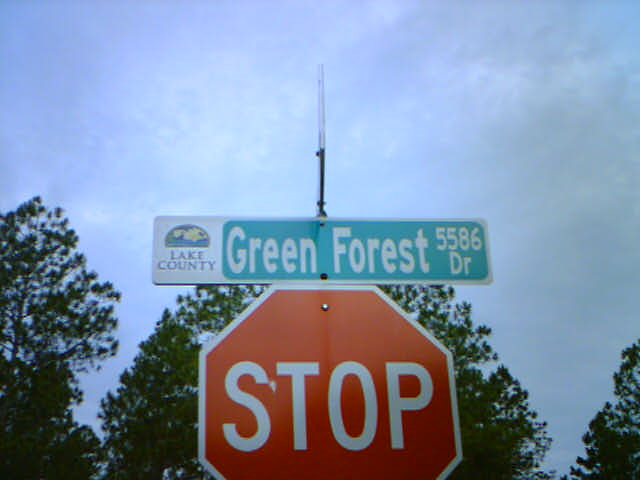 LAKE
COUNTY
Green Forest 5586
Dr
STOP